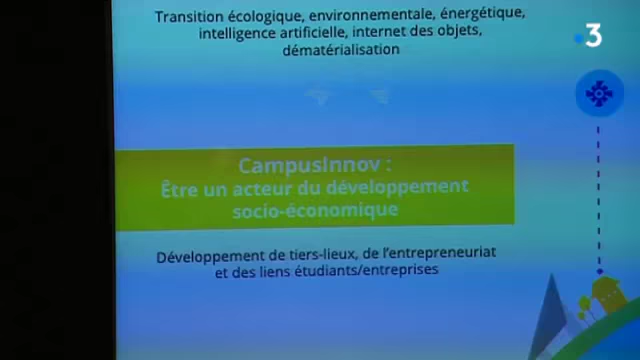 Transition écologique, environnementale, énergétique,
intelligence artificielle, internet des objets,
dématérialisation
3
CampusInnov :
Être un acteur du développement
socio-économique
Développement de tiers-lieux, de l'entrepreneuriat
et des liens étudiants/entreprises